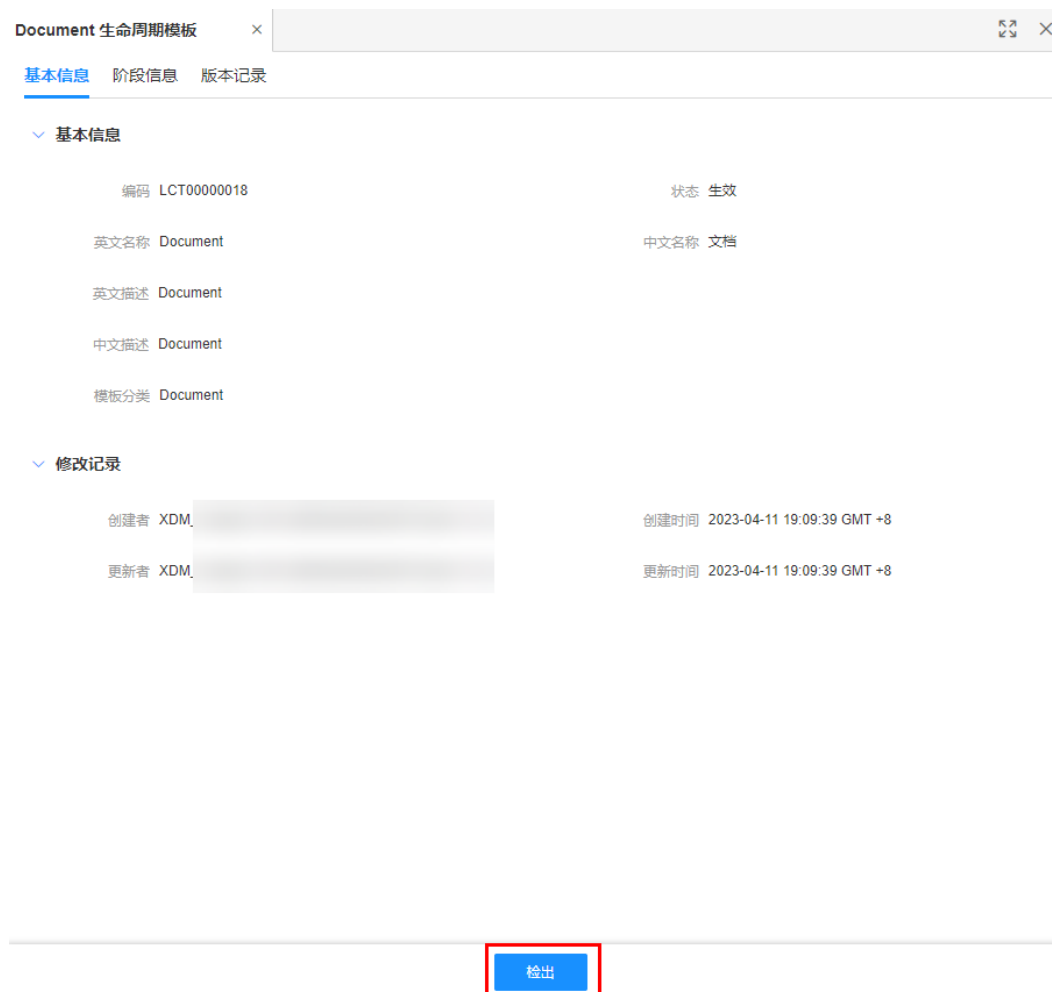 Document 生命周期模板
基本信息 阶段信息 版本记录
基本信息
编码 LCT00000018 状态 生效
英文名称 Document 中文名称 文档
英文描述 Document
中文描述 Document
模板分类 Document
修改记录
创建者 XDM_ 创建时间 2023-04-11 19:09:39 GMT +8
更新者 XDM_ 更新时间 2023-04-11 19:09:39 GMT +8
检出